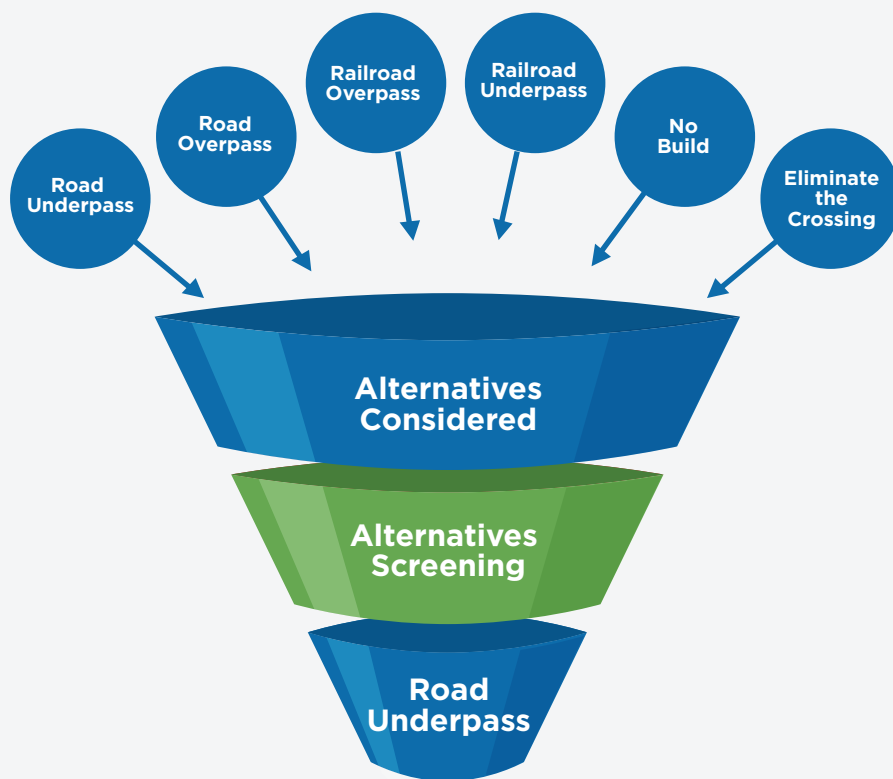 Road
Underpass
Road
Overpass
Railroad
Overpass
Railroad
Underpass
No
Build
Eliminate
the
Crossing
Alternatives
Considered
Alternatives
Screening
Road
Underpass